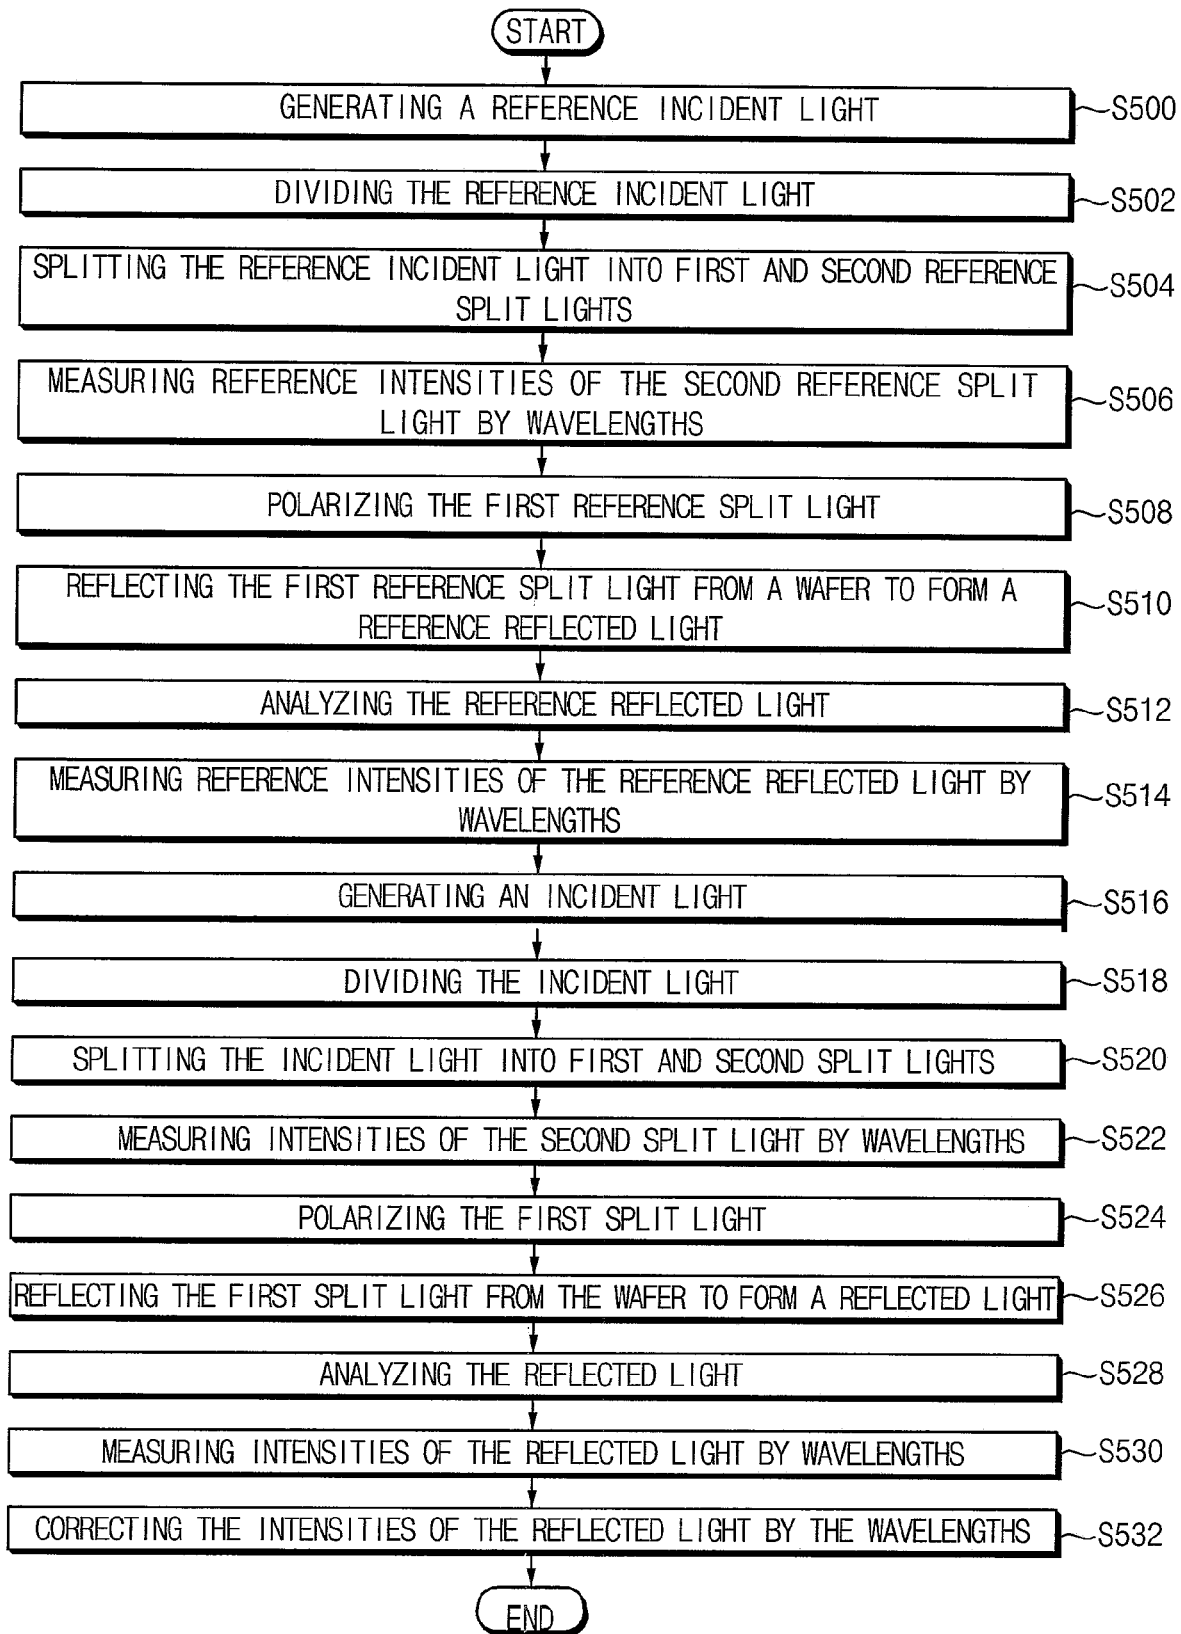 START
GENERATING A REFERENCE INCIDENT LIGHT
S500
DIVIDING THE REFERENCE INCIDENT LIGHT
S502
SPLITTING THE REFERENCE INCIDENT LIGHT INTO FIRST AND SECOND REFERENCE
SPLIT LIGHTS
S504
MEASURING REFERENCE INTENSITIES OF THE SECOND REFERENCE SPLIT
LIGHT BY WAVELENGTHS
S506
POLARIZING THE FIRST REFERENCE SPLIT LIGHT
S508
REFLECTING THE FIRST REFERENCE SPLIT LIGHT FROM A WAFER TO FORM A
REFERENCE REFLECTED LIGHT
S510
ANALYZING THE REFERENCE REFLECTED LIGHT
S512
MEASURING REFERENCE INTENSITIES OF THE REFERENCE REFLECTED LIGHT BY
WAVELENGTHS
S514
GENERATING AN INCIDENT LIGHT
S516
DIVIDING THE INCIDENT LIGHT
S518
SPLITTING THE INCIDENT LIGHT INTO FIRST AND SECOND SPLIT LIGHTS
S520
MEASURING INTENSITIES OF THE SECOND SPLIT LIGHT BY WAVELENGTHS
S522
POLARIZING THE FIRST SPLIT LIGHT
S524
REFLECTING THE FIRST SPLIT LIGHT FROM THE WAFER TO FORM A REFLECTED LIGHT
S526
ANALYZING THE REFLECTED LIGHT
S528
MEASURING INTENSITIES OF THE REFLECTED LIGHT BY WAVELENGTHS
S530
CORRECTING THE INTENSITIES OF THE REFLECTED LIGHT BY THE WAVELENGTHS
S532
END